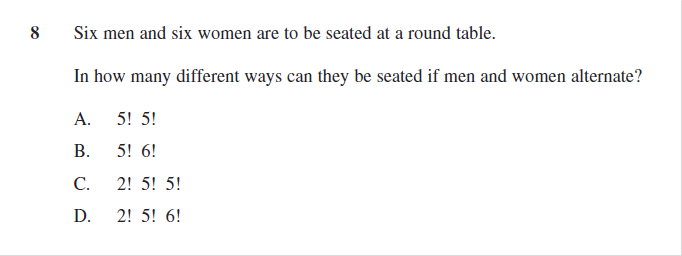 8 Six men and six women are to be seated at a round table.
In how many different ways can they be seated if men and women alternate?
A. 5! 5!
B. 5! 6!
C. 2! 5! 5!
D. 2! 5! 6!